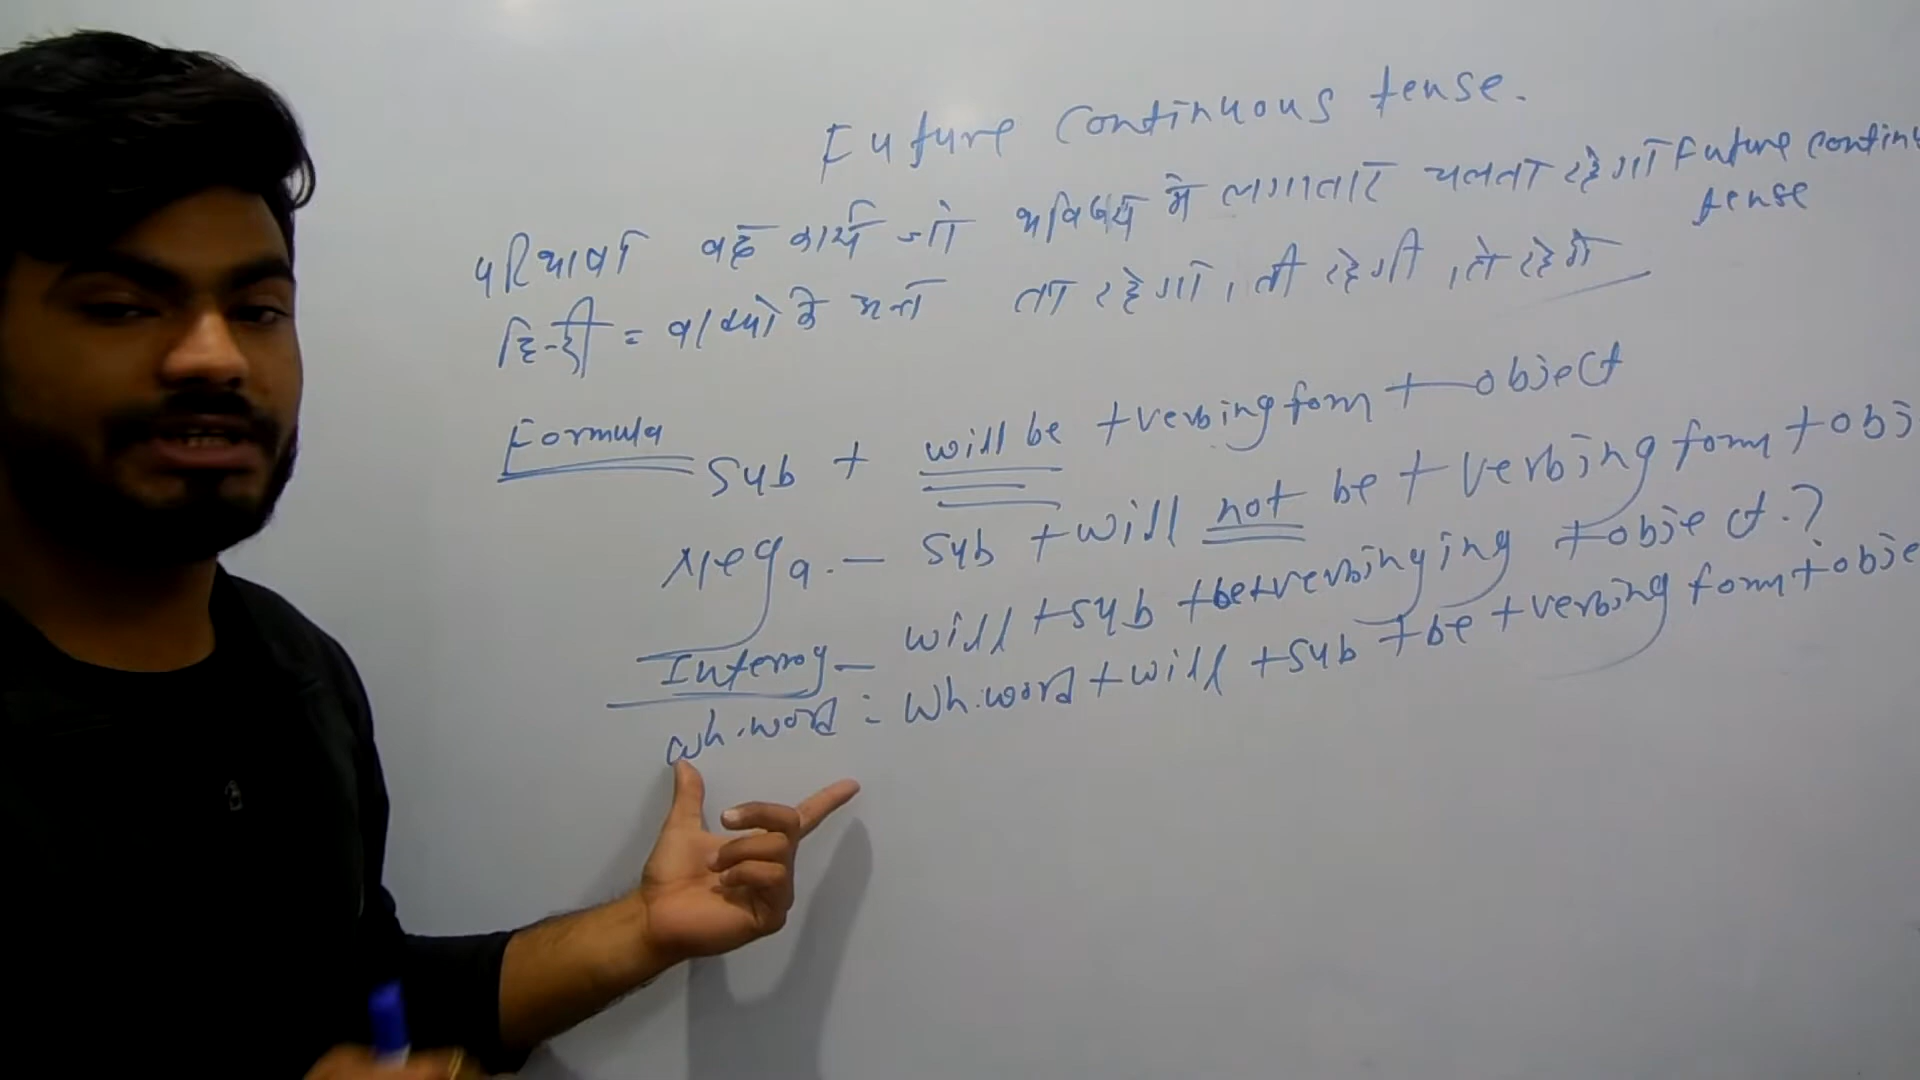 Future Continuous tense.
परिभाषा वह कार्य जो भविष्य में लगातार चलता रहेगा Future continu
tense
हिन्दी = वाक्यो के अन्त ता रहेगा, ती रहेगी, ते रहेगे
Formula Sub + will be + verbing form + object
Nega. - Sub + will not be + verbing form + obj
Interrog - will + sub + be + verbinging + object.?
Wh.word = Wh.word + will + sub + be + verbing form + obje